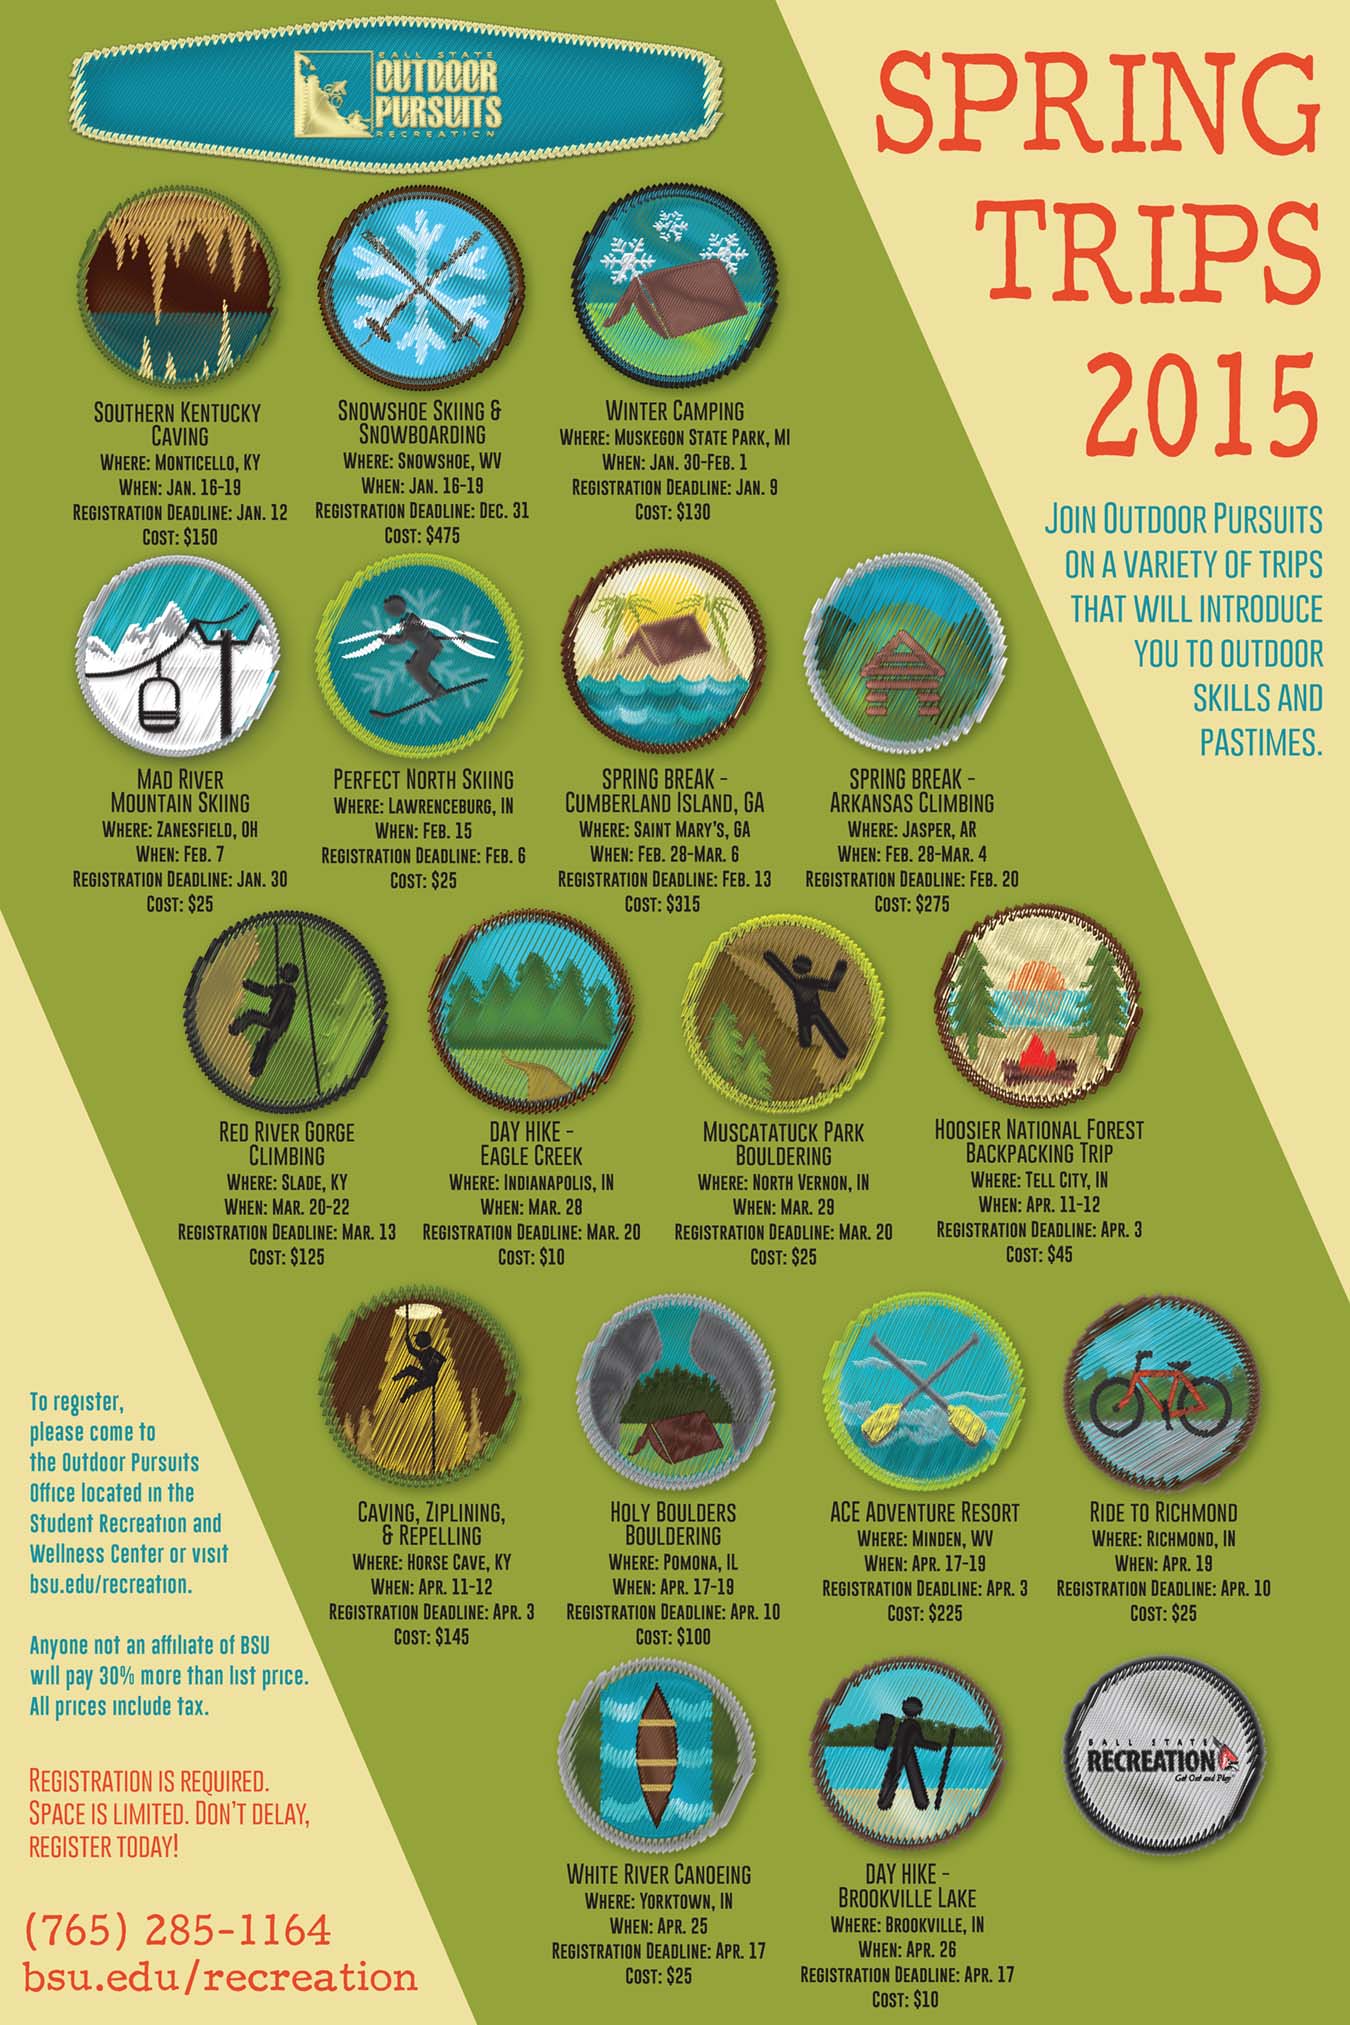 BALL STATE
OUTDOOR
PURSUITS
RECREATION
SPRING
TRIPS
2015
JOIN OUTDOOR PURSUITS
ON A VARIETY OF TRIPS
THAT WILL INTRODUCE
YOU TO OUTDOOR
SKILLS AND
PASTIMES.
SOUTHERN KENTUCKY
CAVING
WHERE: MONTICELLO, KY
WHEN: JAN. 16-19
REGISTRATION DEADLINE: JAN. 12
COST: $150
SNOWSHOE SKIING &
SNOWBOARDING
WHERE: SNOWSHOE, WV
WHEN: JAN. 16-19
REGISTRATION DEADLINE: DEC. 31
COST: $475
WINTER CAMPING
WHERE: MUSKEGON STATE PARK, MI
WHEN: JAN. 30-FEB. 1
REGISTRATION DEADLINE: JAN. 9
COST: $130
MAD RIVER
MOUNTAIN SKIING
WHERE: ZANESFIELD, OH
WHEN: FEB. 7
REGISTRATION DEADLINE: JAN. 30
COST: $25
PERFECT NORTH SKIING
WHERE: LAWRENCEBURG, IN
WHEN: FEB. 15
REGISTRATION DEADLINE: FEB. 6
COST: $25
SPRING BREAK -
CUMBERLAND ISLAND, GA
WHERE: SAINT MARY'S, GA
WHEN: FEB. 28-MAR. 6
REGISTRATION DEADLINE: FEB. 13
COST: $315
SPRING BREAK -
ARKANSAS CLIMBING
WHERE: JASPER, AR
WHEN: FEB. 28-MAR. 4
REGISTRATION DEADLINE: FEB. 20
COST: $275
RED RIVER GORGE
CLIMBING
WHERE: SLADE, KY
WHEN: MAR. 20-22
REGISTRATION DEADLINE: MAR. 13
COST: $125
DAY HIKE -
EAGLE CREEK
WHERE: INDIANAPOLIS, IN
WHEN: MAR. 28
REGISTRATION DEADLINE: MAR. 20
COST: $10
MUSCATATUCK PARK
BOULDERING
WHERE: NORTH VERNON, IN
WHEN: MAR. 29
REGISTRATION DEADLINE: MAR. 20
COST: $25
HOOSIER NATIONAL FOREST
BACKPACKING TRIP
WHERE: TELL CITY, IN
WHEN: APR. 11-12
REGISTRATION DEADLINE: APR. 3
COST: $45
CAVING, ZIPLINING,
& REPELLING
WHERE: HORSE CAVE, KY
WHEN: APR. 11-12
REGISTRATION DEADLINE: APR. 3
COST: $145
HOLY BOULDERS
BOULDERING
WHERE: POMONA, IL
WHEN: APR. 17-19
REGISTRATION DEADLINE: APR. 10
COST: $100
ACE ADVENTURE RESORT
WHERE: MINDEN, WV
WHEN: APR. 17-19
REGISTRATION DEADLINE: APR. 3
COST: $225
RIDE TO RICHMOND
WHERE: RICHMOND, IN
WHEN: APR. 19
REGISTRATION DEADLINE: APR. 10
COST: $25
WHITE RIVER CANOEING
WHERE: YORKTOWN, IN
WHEN: APR. 25
REGISTRATION DEADLINE: APR. 17
COST: $25
DAY HIKE -
BROOKVILLE LAKE
WHERE: BROOKVILLE, IN
WHEN: APR. 26
REGISTRATION DEADLINE: APR. 17
COST: $10
BALL STATE
RECREATION
Get Out and Play
To register,
please come to
the Outdoor Pursuits
Office located in the
Student Recreation and
Wellness Center or visit
bsu.edu/recreation.
Anyone not an affiliate of BSU
will pay 30% more than list price.
All prices include tax.
REGISTRATION IS REQUIRED.
SPACE IS LIMITED. DON'T DELAY,
REGISTER TODAY!
(765) 285-1164
bsu.edu/recreation